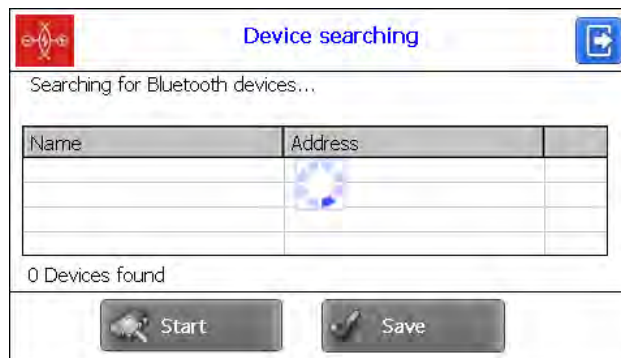 Device searching
Searching for Bluetooth devices...
Name Address
0 Devices found
Start Save